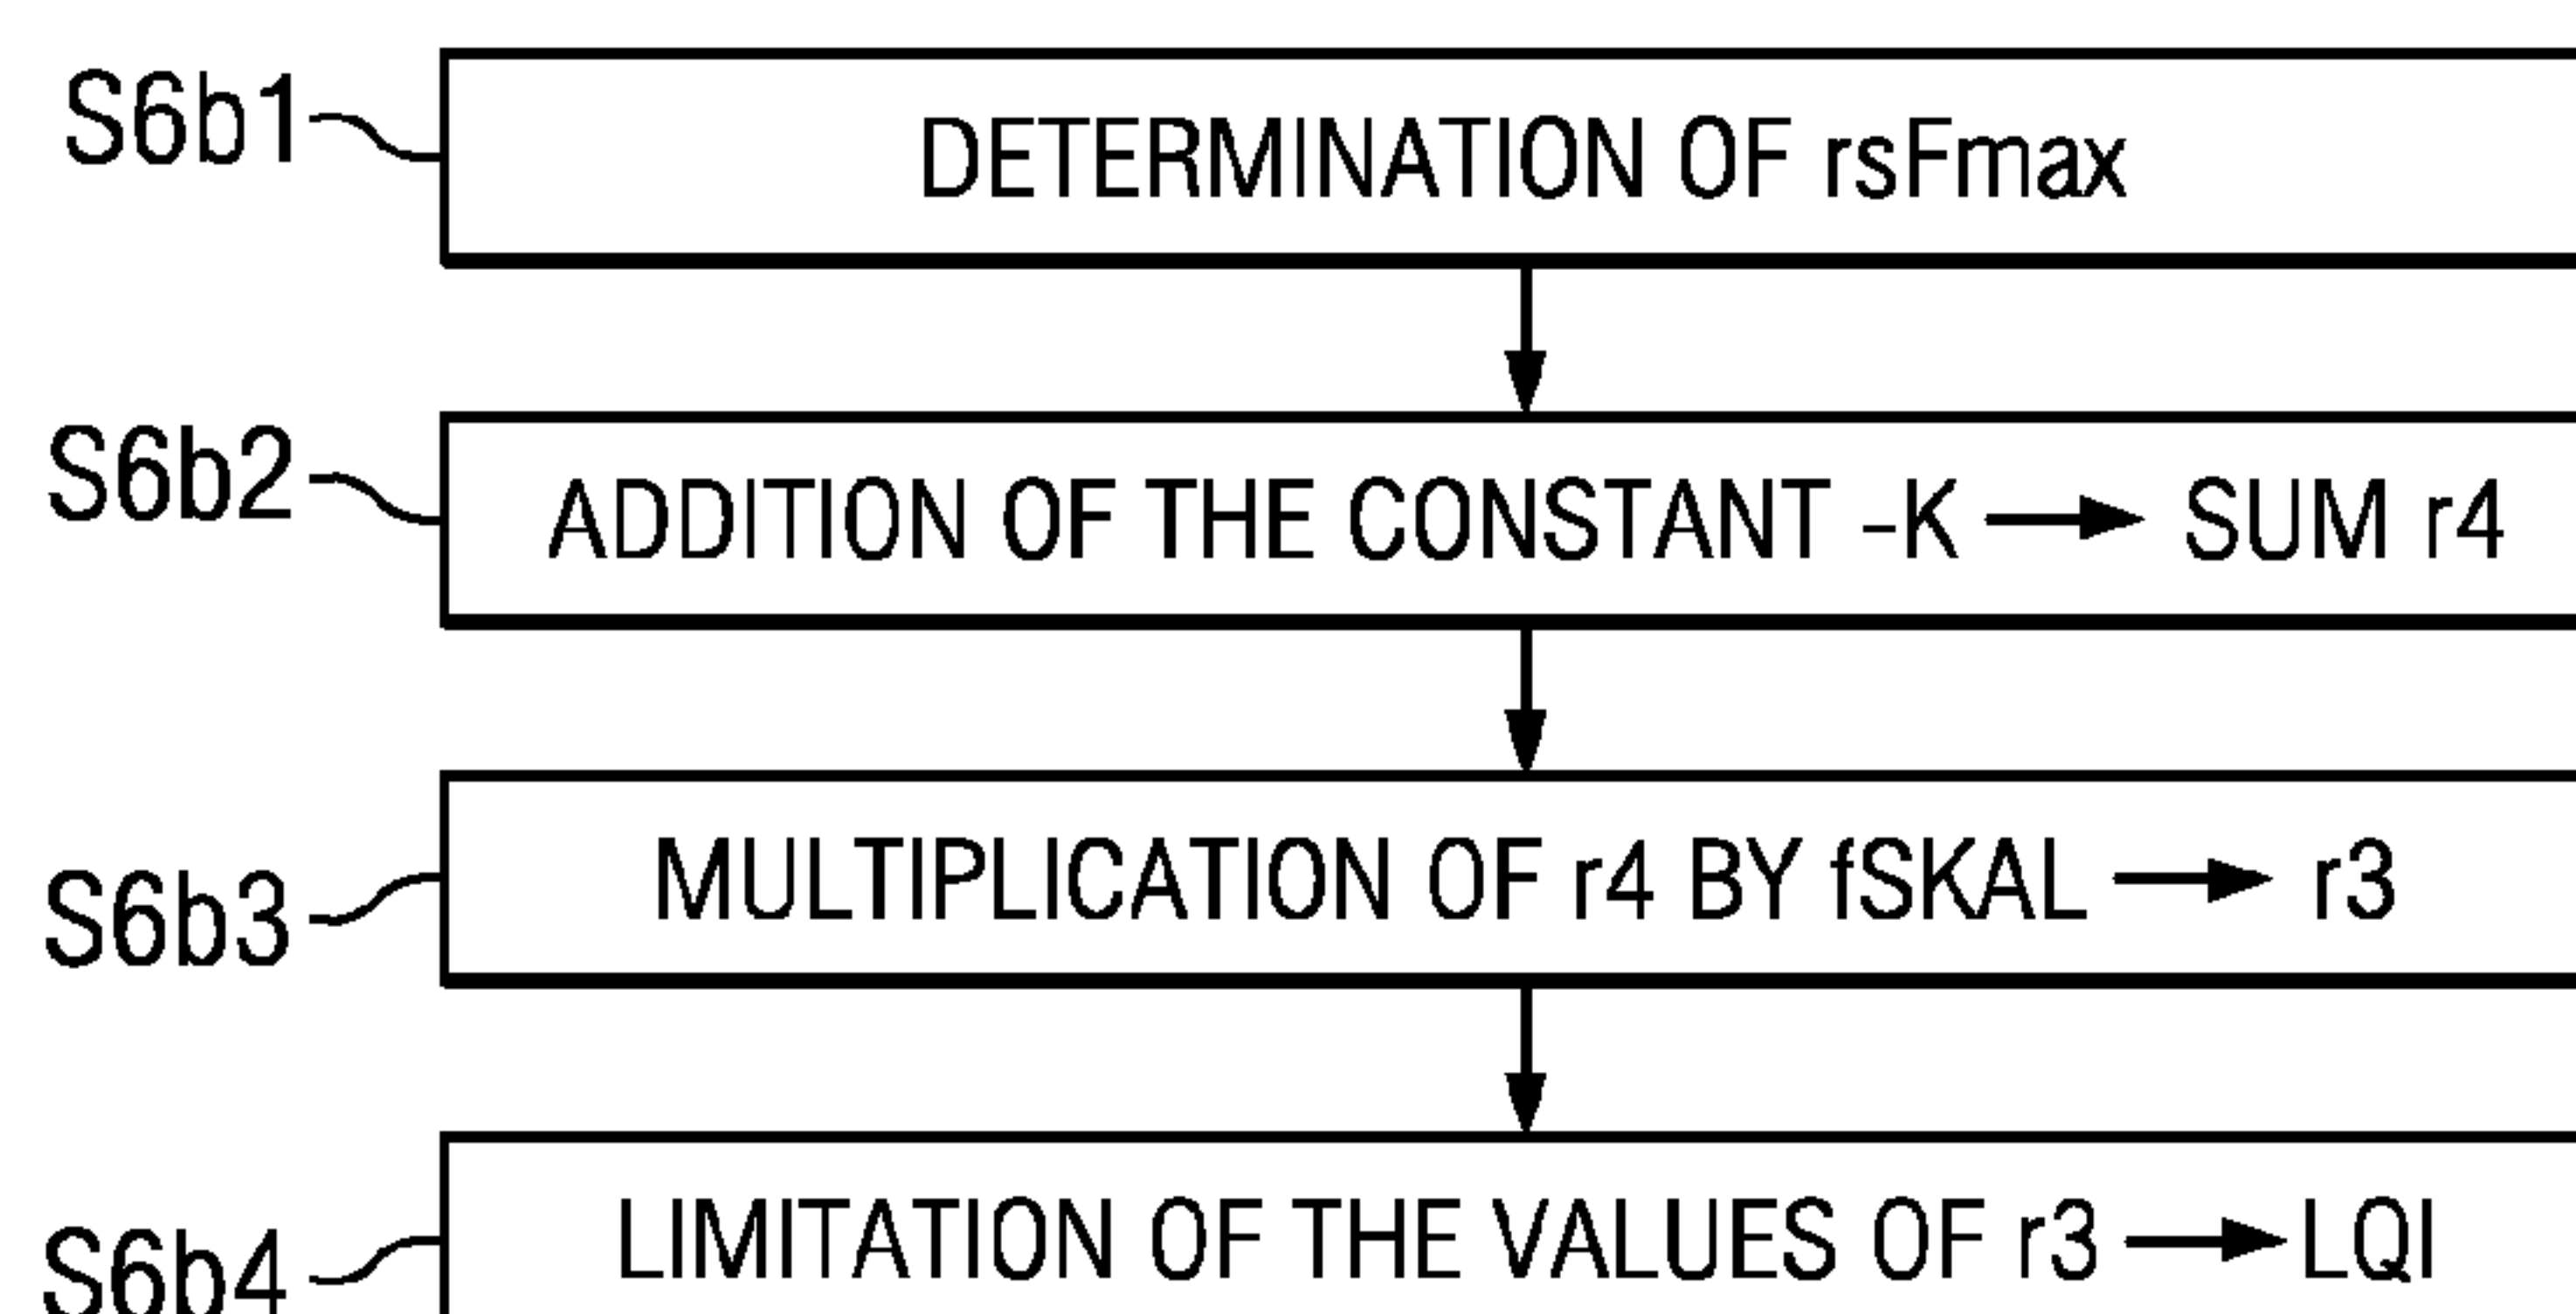 S6b1
DETERMINATION OF rsFmax
S6b2
ADDITION OF THE CONSTANT -K → SUM r4
S6b3
MULTIPLICATION OF r4 BY fSKAL → r3
S6b4
LIMITATION OF THE VALUES OF r3 → LQI